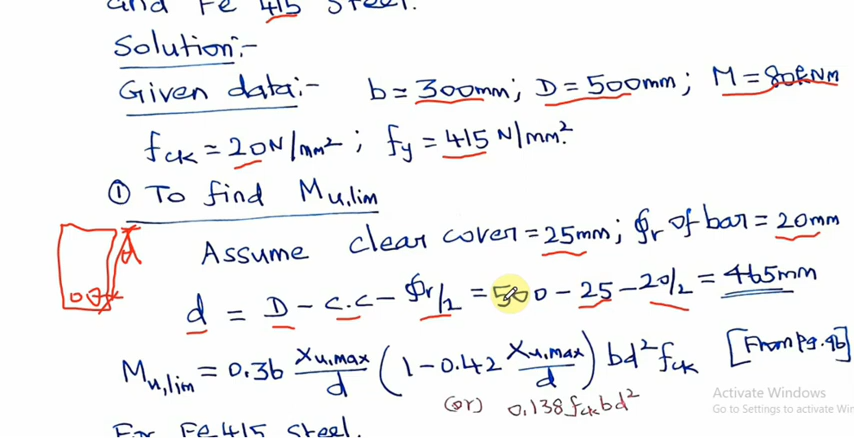 and Fe 415 Steel.
Solution:-
Given data:- b = 300mm; D = 500mm; M = 80kNm
fck = 20N/mm²; fy = 415 N/mm².
① To find Mu,lim
Assume clear cover = 25mm; ϕr of bar = 20mm
d
d = D - C.C - ϕr/2 = 500 - 25 - 20/2 = 465mm
Mu,lim = 0.36 Xu,max/d (1 - 0.42 Xu,max/d) bd² fck [From Pg. 96]
(or) 0.138 fck bd²
For Fe 415 Steel.
Activate Windows
Go to Settings to activate Win